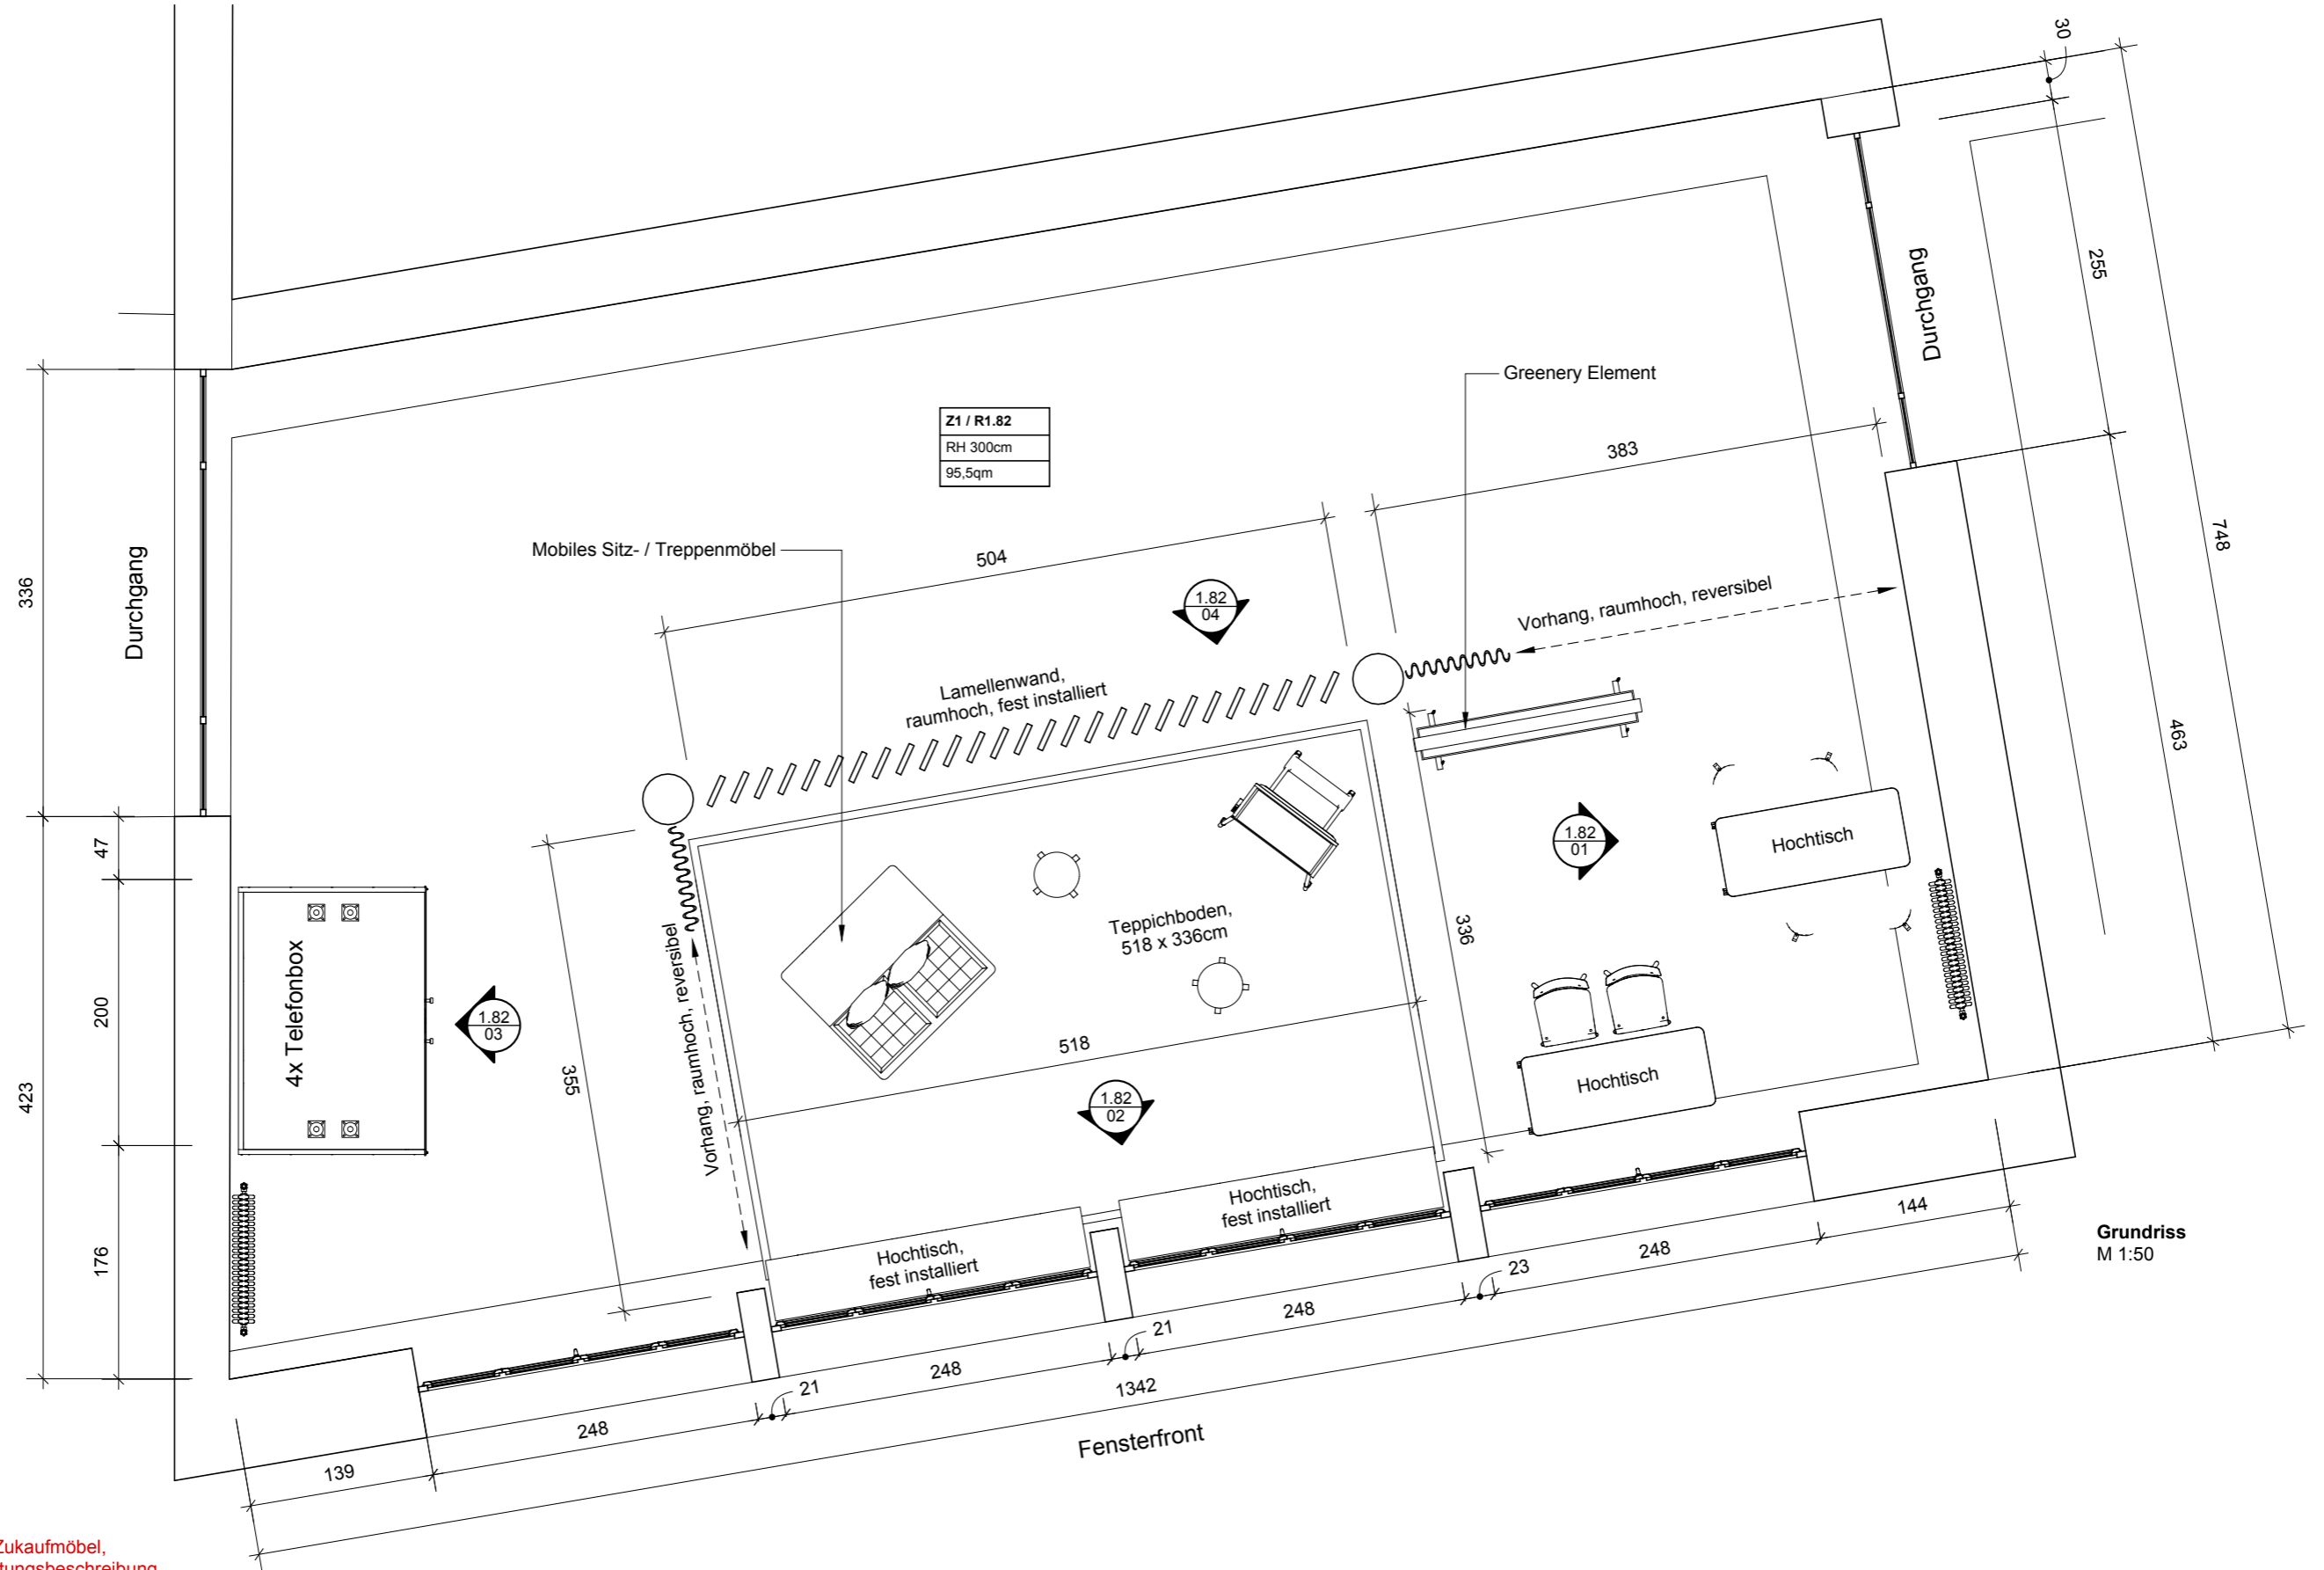 30
Durchgang
255
748
463
Greenery Element
383
Z1 / R1.82
RH 300cm
95,5qm
Mobiles Sitz- / Treppenmöbel
504
1.82
04
Vorhang, raumhoch, reversibel
Lamellenwand,
raumhoch, fest installiert
336
Durchgang
47
200
423
176
4x Telefonbox
1.82
03
355
Vorhang, raumhoch, reversibel
Teppichboden,
518 x 336cm
518
336
1.82
01
Hochtisch
Hochtisch
1.82
02
Hochtisch,
fest installiert
Hochtisch,
fest installiert
144
248
23
248
21
248
21
248
139
1342
Fensterfront
Grundriss
M 1:50
Zukaufmöbel,
tungsbeschreibung